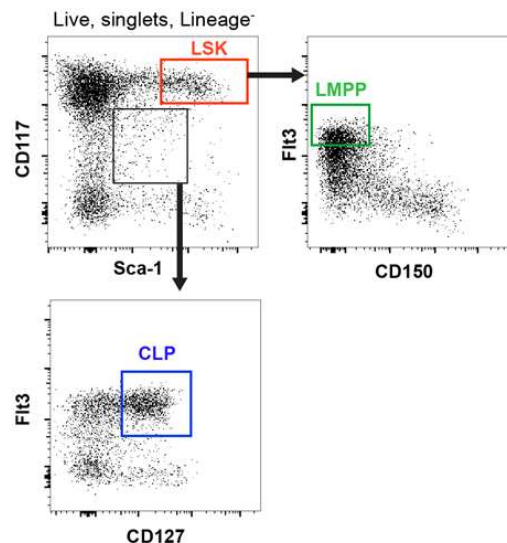 Live, singlets, Lineage⁻
LSK
CD117
Sca-1
LMPP
Flt3
CD150
CLP
Flt3
CD127